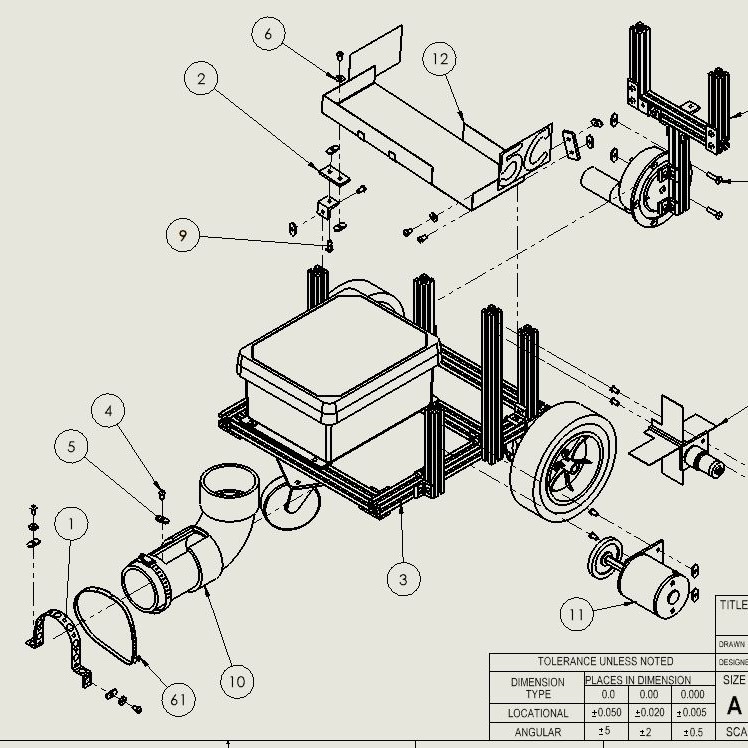 6
2
12
5C
9
4
5
1
3
11
10
61
TITLE
DRAWN
DESIGNE
SIZE
A
SCA
TOLERANCE UNLESS NOTED
DIMENSION TYPE PLACES IN DIMENSION
0.0 0.00 0.000
LOCATIONAL ±0.050 ±0.020 ±0.005
ANGULAR ±5 ±2 ±0.5